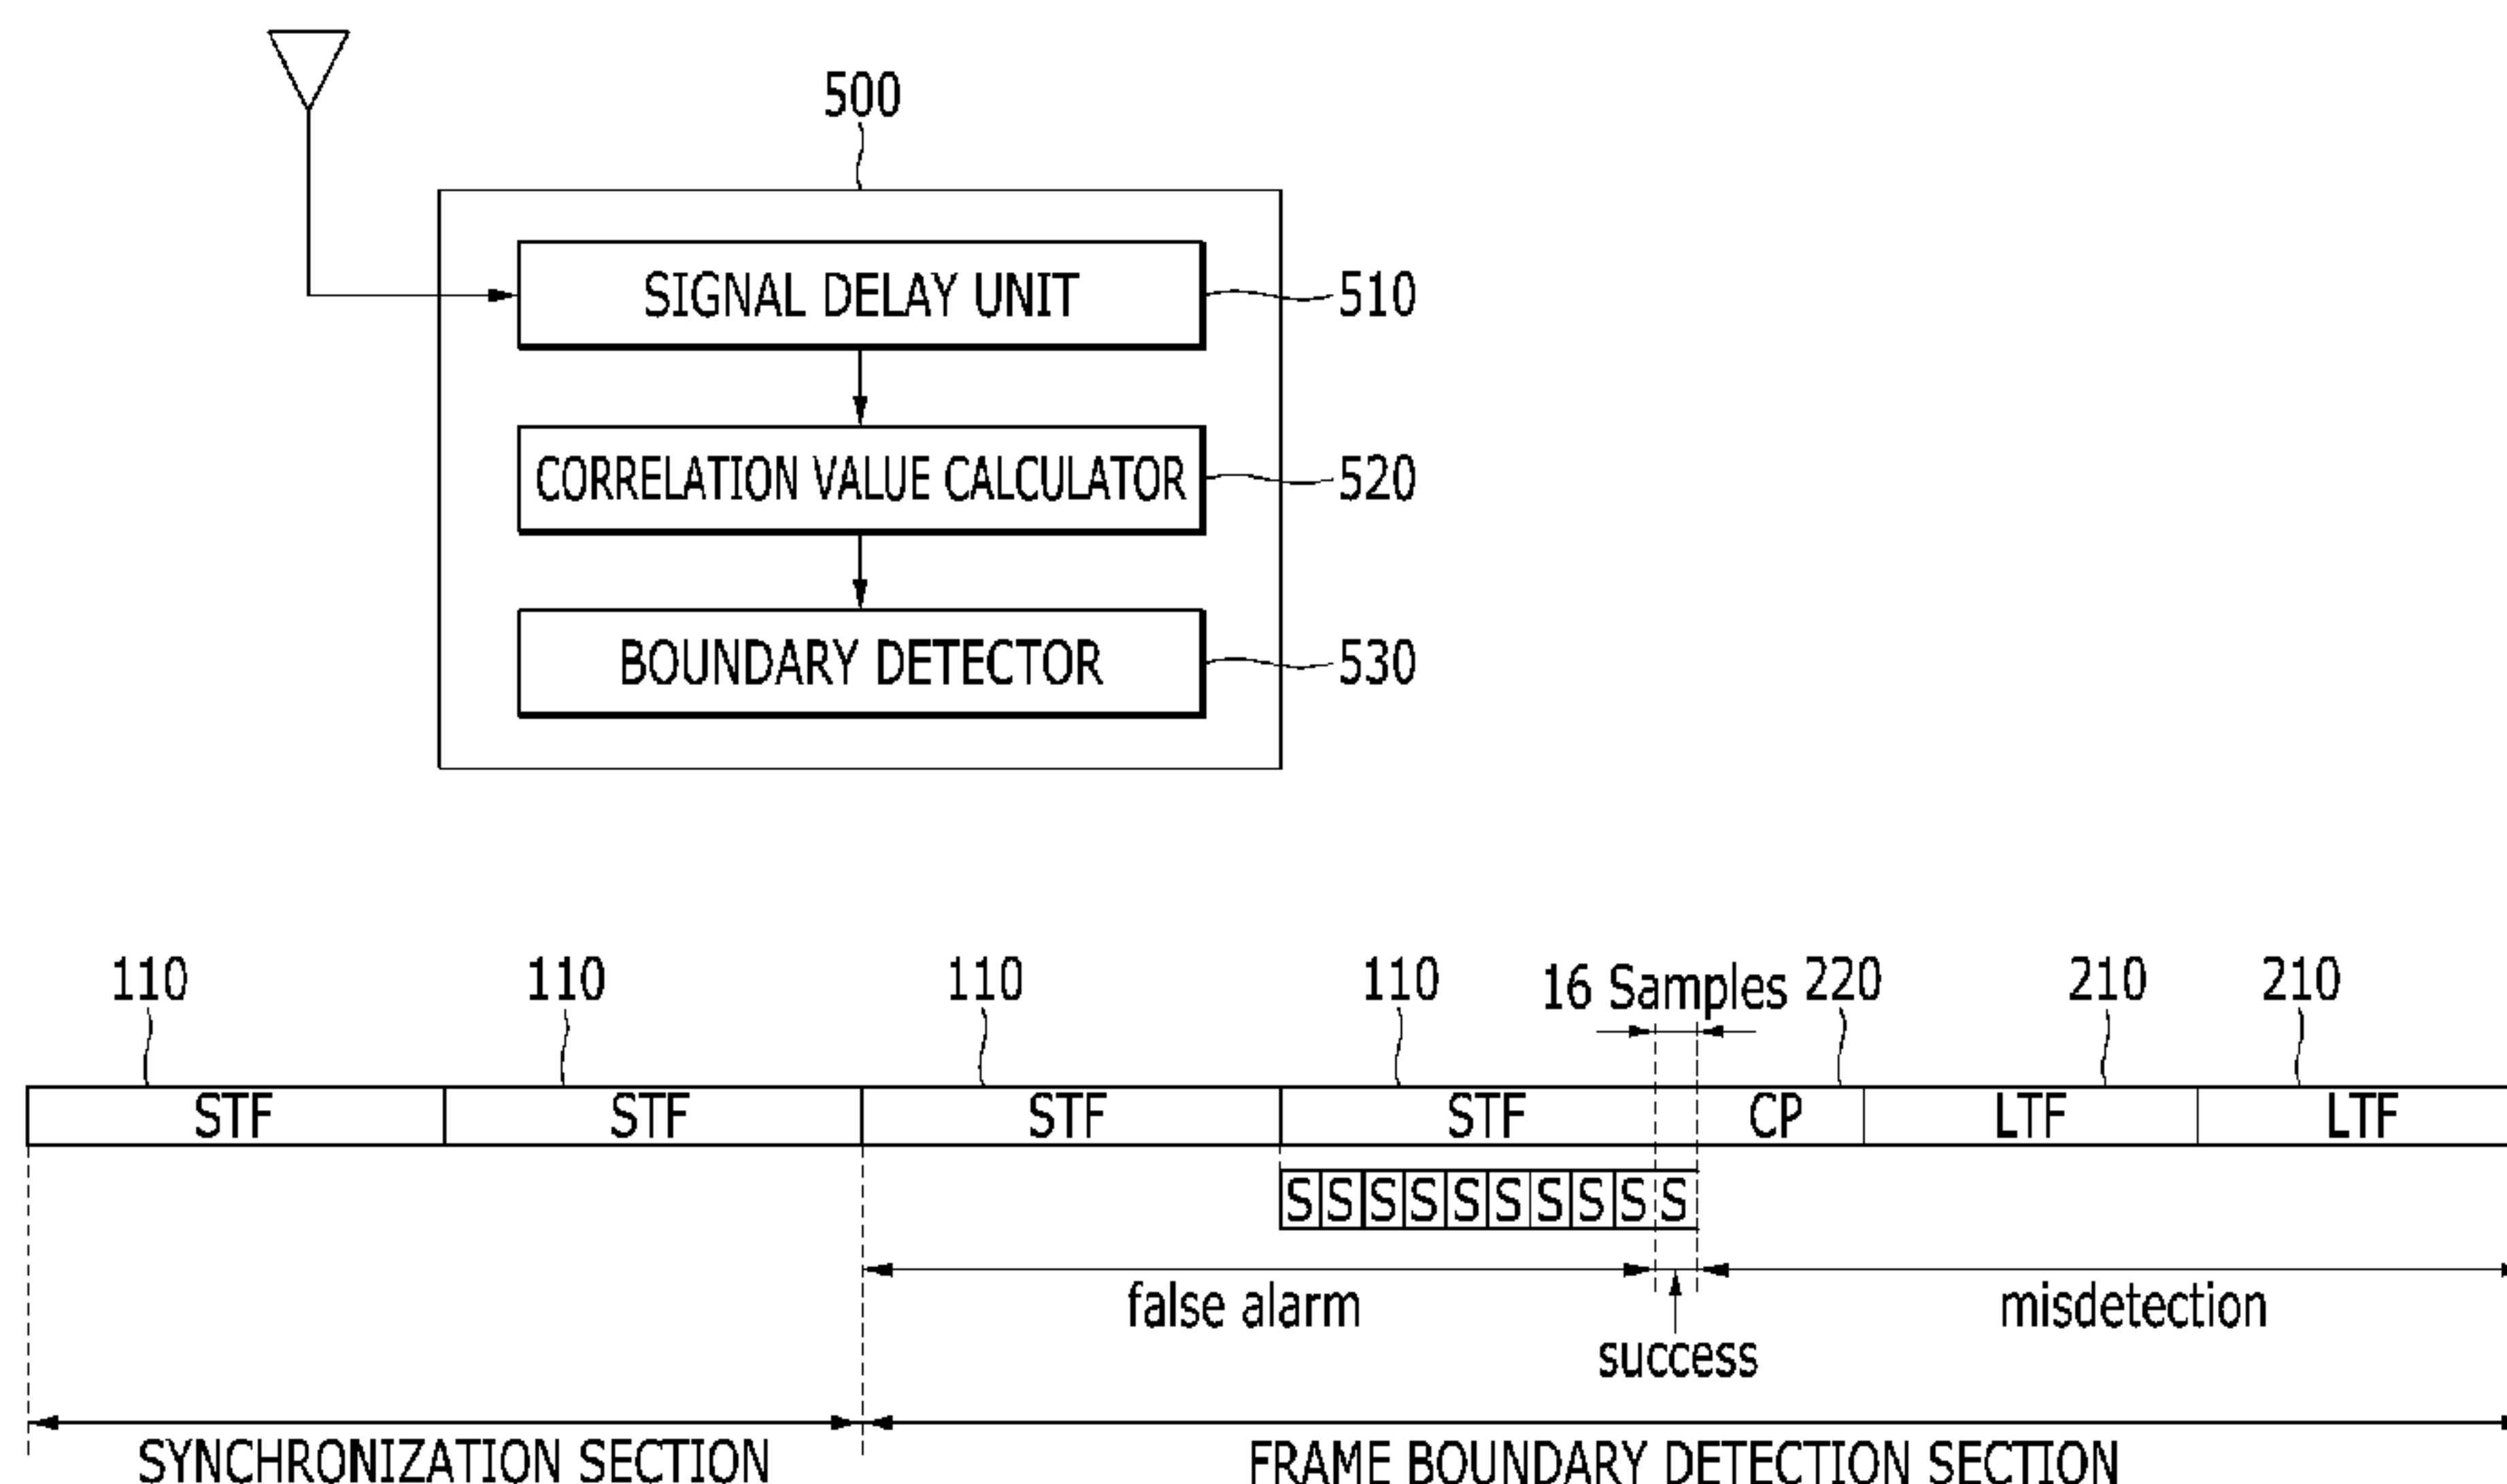 500
SIGNAL DELAY UNIT
510
CORRELATION VALUE CALCULATOR
520
BOUNDARY DETECTOR
530
110 110 110 110 16 Samples 220 210 210
STF STF STF STF CP LTF LTF
S S S S S S S S S S
false alarm misdetection
success
SYNCHRONIZATION SECTION FRAME BOUNDARY DETECTION SECTION